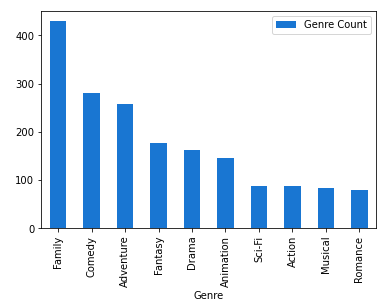 Genre Count
400
300
200
100
0
Family
Comedy
Adventure
Fantasy
Drama
Animation
Sci-Fi
Action
Musical
Romance
Genre